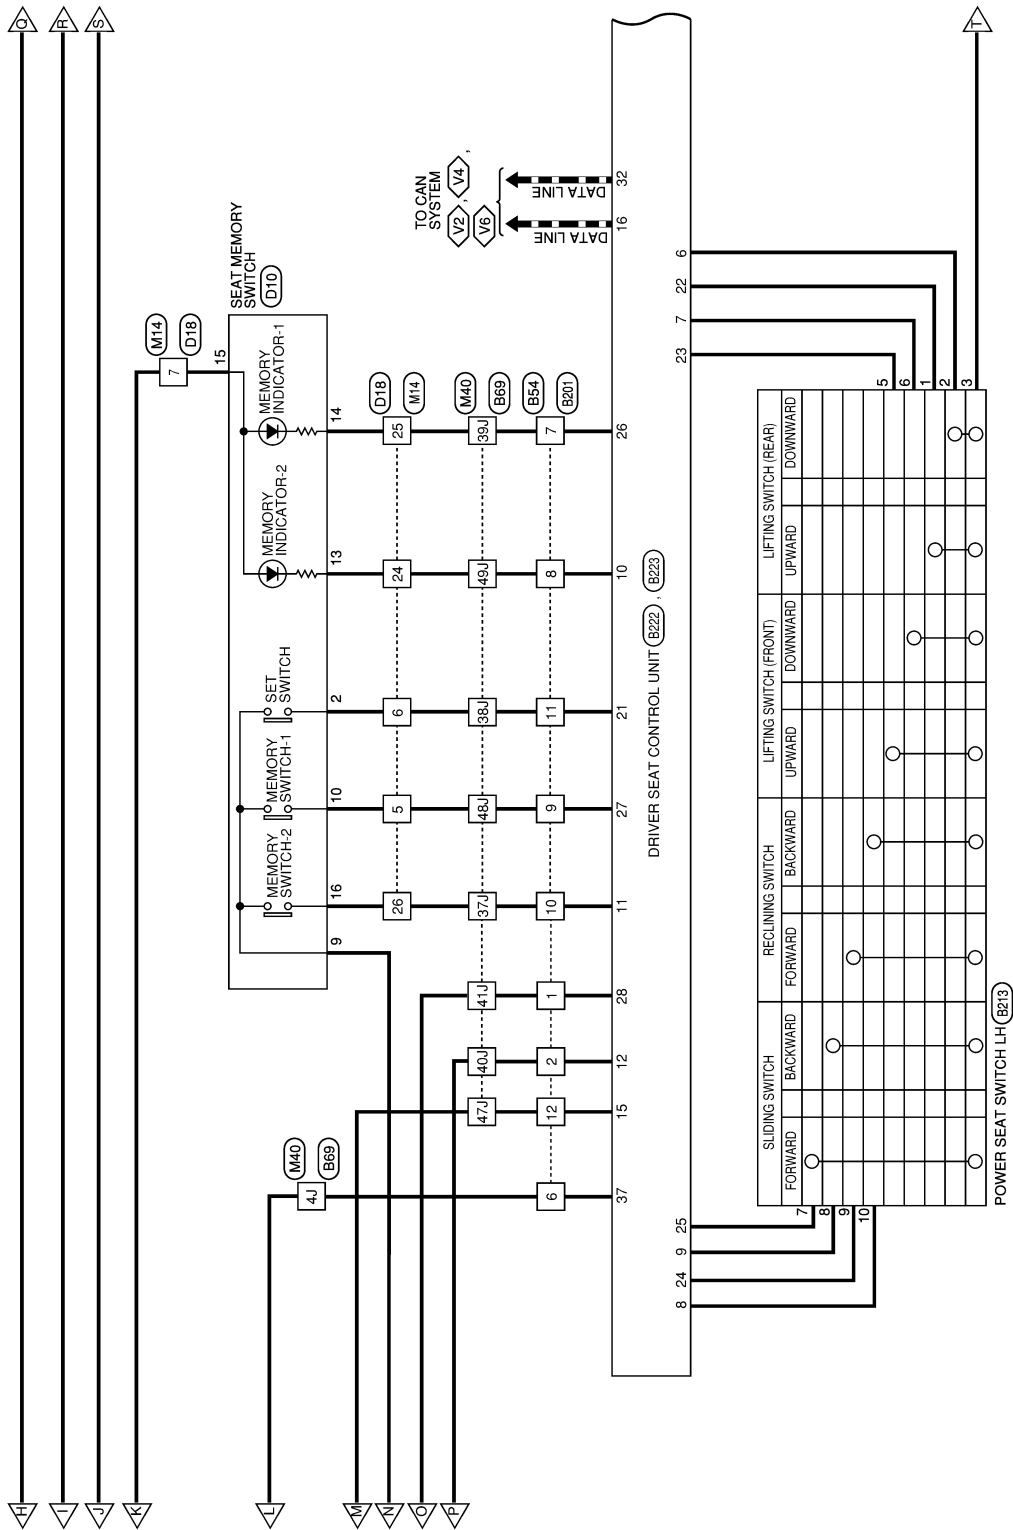 H
I
J
K
L
M
N
O
P
Q
R
S
T
M14
D18
7
15
SEAT MEMORY
SWITCH
D10
MEMORY
INDICATOR-1
MEMORY
INDICATOR-2
SET
SWITCH
MEMORY
SWITCH-1
MEMORY
SWITCH-2
9
16
10
2
13
14
D18
M14
26
5
6
24
25
M40
B69
4J
M40
B69
47J
40J
41J
37J
48J
38J
49J
39J
B54
B201
6
12
2
1
10
9
11
8
7
37
15
12
28
11
27
21
10
26
16
32
TO CAN
SYSTEM
V2 , V4 ,
V6
DATA LINE
DATA LINE
DRIVER SEAT CONTROL UNIT B222 , B223
8
24
9
25
23
7
22
6
7
8
9
10
5
6
1
2
3
SLIDING SWITCH
FORWARD
BACKWARD
RECLINING SWITCH
FORWARD
BACKWARD
LIFTING SWITCH (FRONT)
UPWARD
DOWNWARD
LIFTING SWITCH (REAR)
UPWARD
DOWNWARD
POWER SEAT SWITCH LH B213